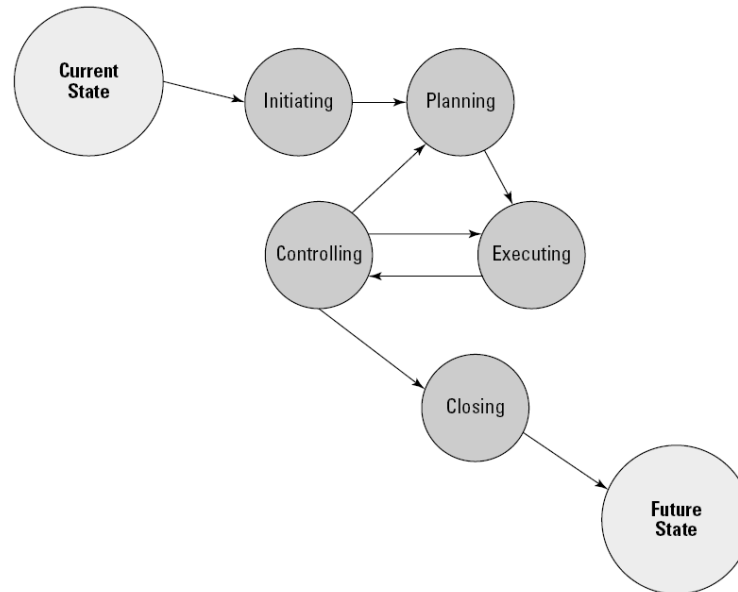 Current
State
Initiating
Planning
Controlling
Executing
Closing
Future
State